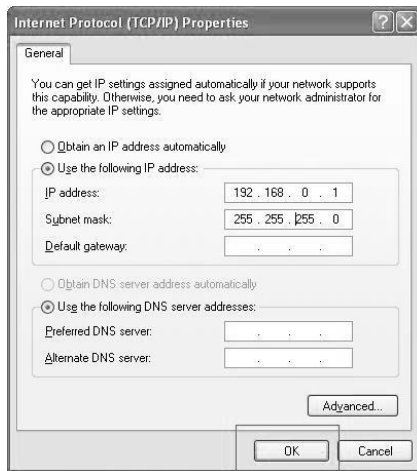 Internet Protocol (TCP/IP) Properties
General
You can get IP settings assigned automatically if your network supports
this capability. Otherwise, you need to ask your network administrator for
the appropriate IP settings.
Obtain an IP address automatically
Use the following IP address:
IP address: 192 . 168 . 0 . 1
Subnet mask: 255 . 255 . 255 . 0
Default gateway: . . .
Obtain DNS server address automatically
Use the following DNS server addresses:
Preferred DNS server: . . .
Alternate DNS server: . . .
Advanced...
OK Cancel